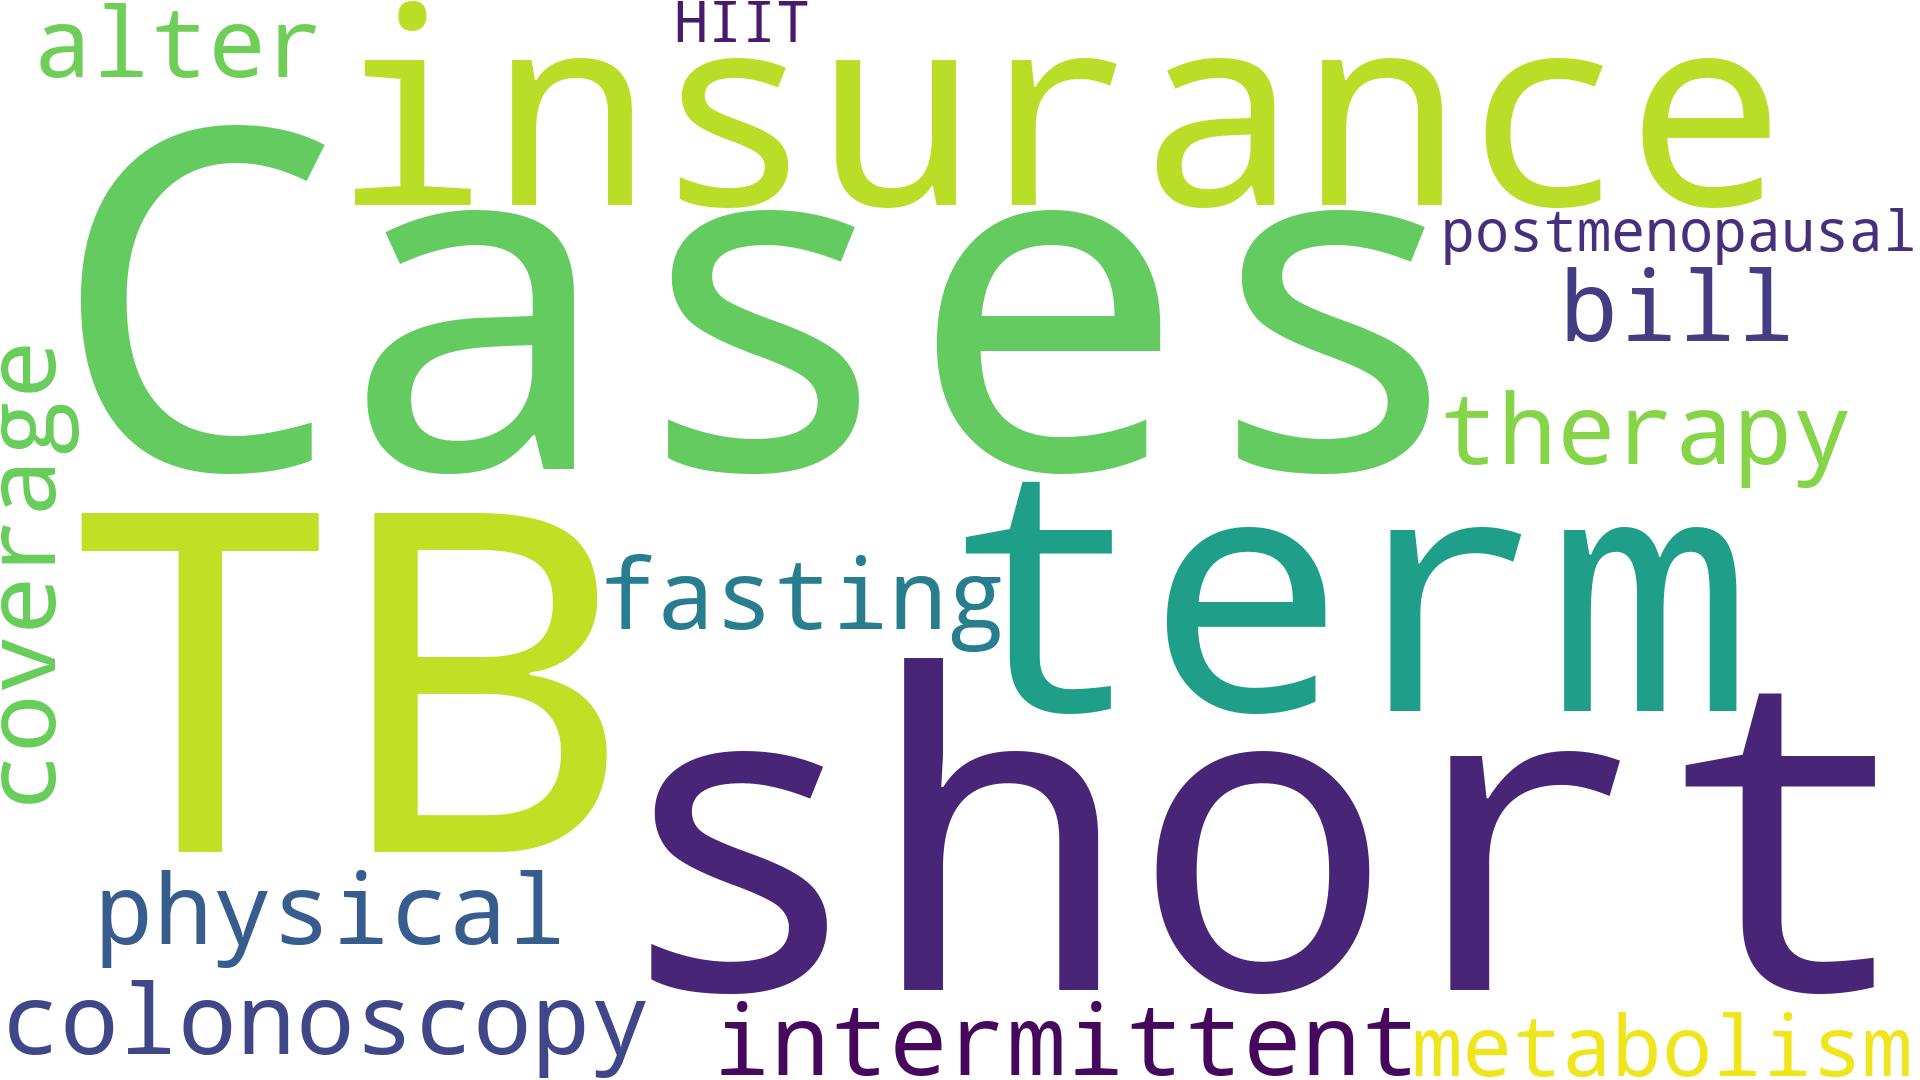 alter
HIIT
insurance
Cases
postmenopausal
bill
therapy
coverage
TB
fasting
term
short
physical
colonoscopy
intermittent
metabolism